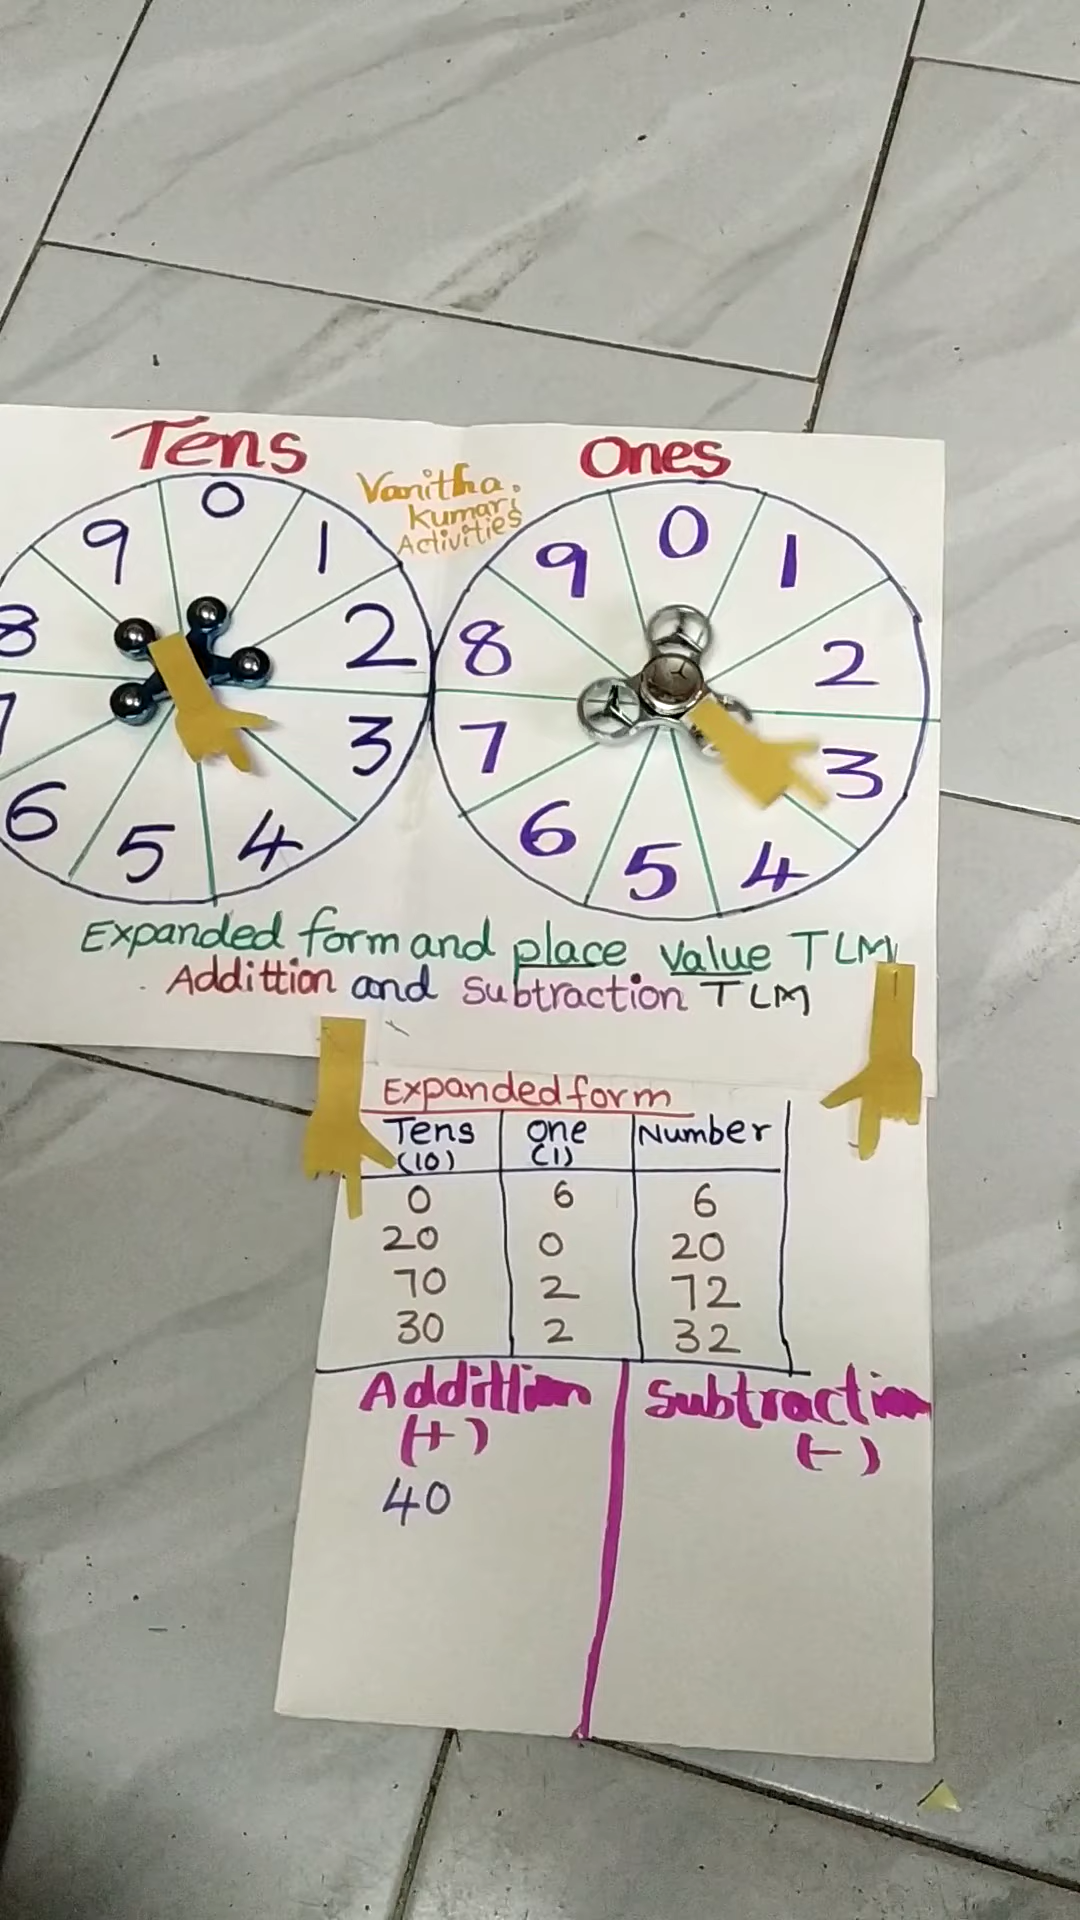 Tens
Ones
Vanitha.
Kumari
Activities
0
1
2
3
4
5
6
7
8
9
0
1
2
3
4
5
6
7
8
9
Expanded form and place value TLM
Addittion and Subtraction TLM
Expanded form
Tens One Number
(10) (1)
0 6 6
20 0 20
70 2 72
30 2 32
Addittion Subtraction
(+) (-)
40